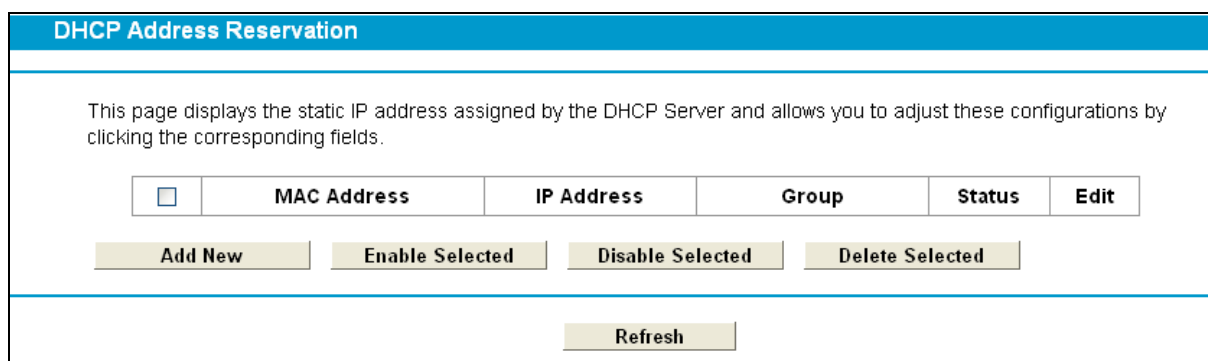 DHCP Address Reservation
This page displays the static IP address assigned by the DHCP Server and allows you to adjust these configurations by
clicking the corresponding fields.
MAC Address IP Address Group Status Edit
Add New Enable Selected Disable Selected Delete Selected
Refresh